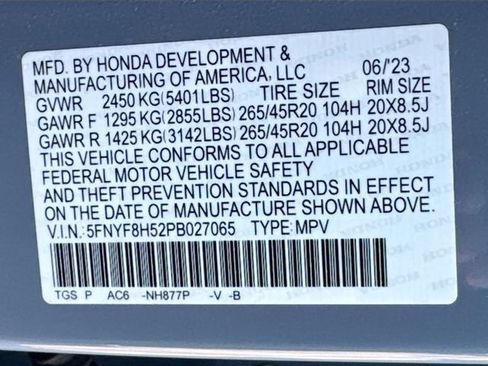 MFD. BY HONDA DEVELOPMENT &
MANUFACTURING OF AMERICA, LLC 06/'23
GVWR 2450 KG(5401LBS) TIRE SIZE RIM SIZE
GAWR F 1295 KG(2855LBS) 265/45R20 104H 20X8.5J
GAWR R 1425 KG(3142LBS) 265/45R20 104H 20X8.5J
THIS VEHICLE CONFORMS TO ALL APPLICABLE
FEDERAL MOTOR VEHICLE SAFETY
AND THEFT PREVENTION STANDARDS IN EFFECT
ON THE DATE OF MANUFACTURE SHOWN ABOVE.
V.I.N.: 5FNYF8H52PB027065 TYPE: MPV
TGS P AC6 -NH877P -V -B